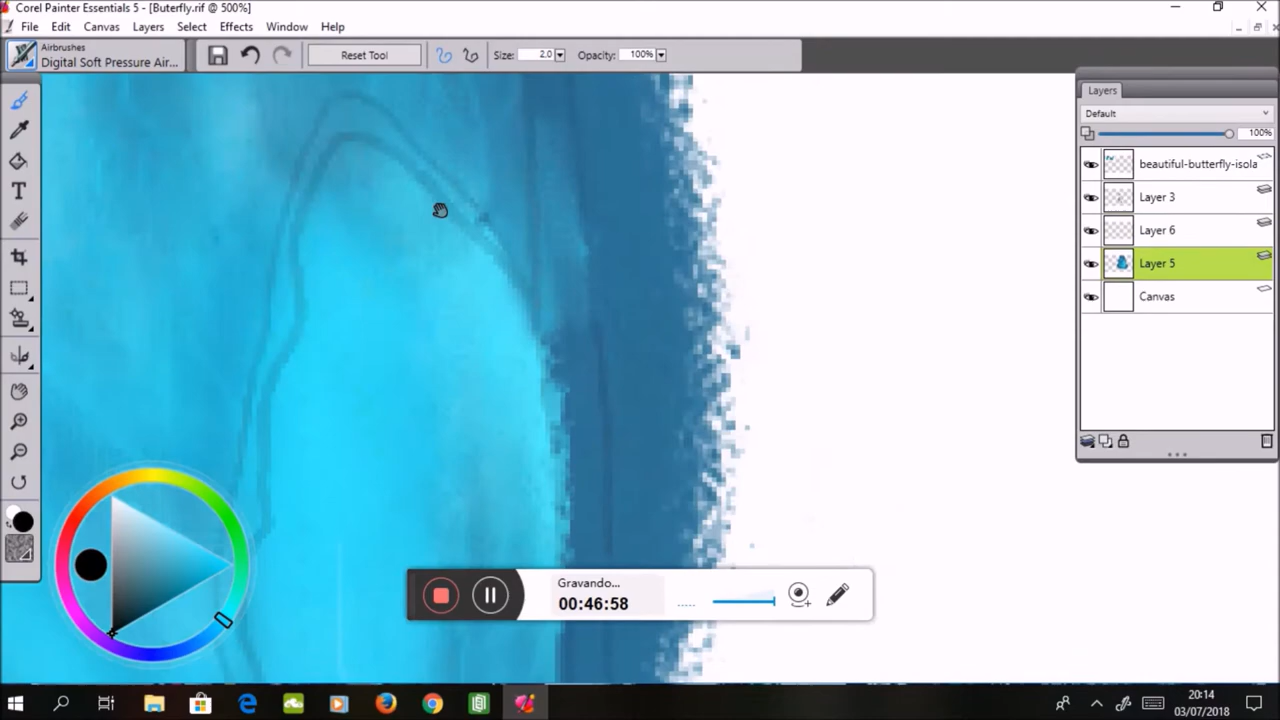 Corel Painter Essentials 5 - [Buterfly.rif @ 500%]
File Edit Canvas Layers Select Effects Window Help
Airbrushes
Digital Soft Pressure Air...
Reset Tool
Size: 2.0
Opacity: 100%
Layers
Default
100%
beautiful-butterfly-isola
Layer 3
Layer 6
Layer 5
Canvas
Gravando...
00:46:58
20:14
03/07/2018